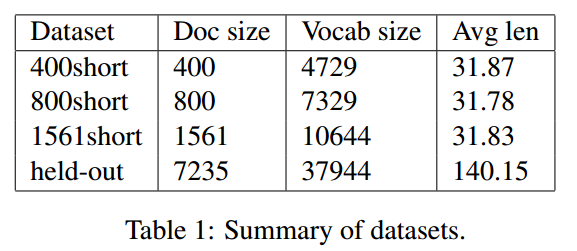 Dataset Doc size Vocab size Avg len
400short 400 4729 31.87
800short 800 7329 31.78
1561short 1561 10644 31.83
held-out 7235 37944 140.15
Table 1: Summary of datasets.